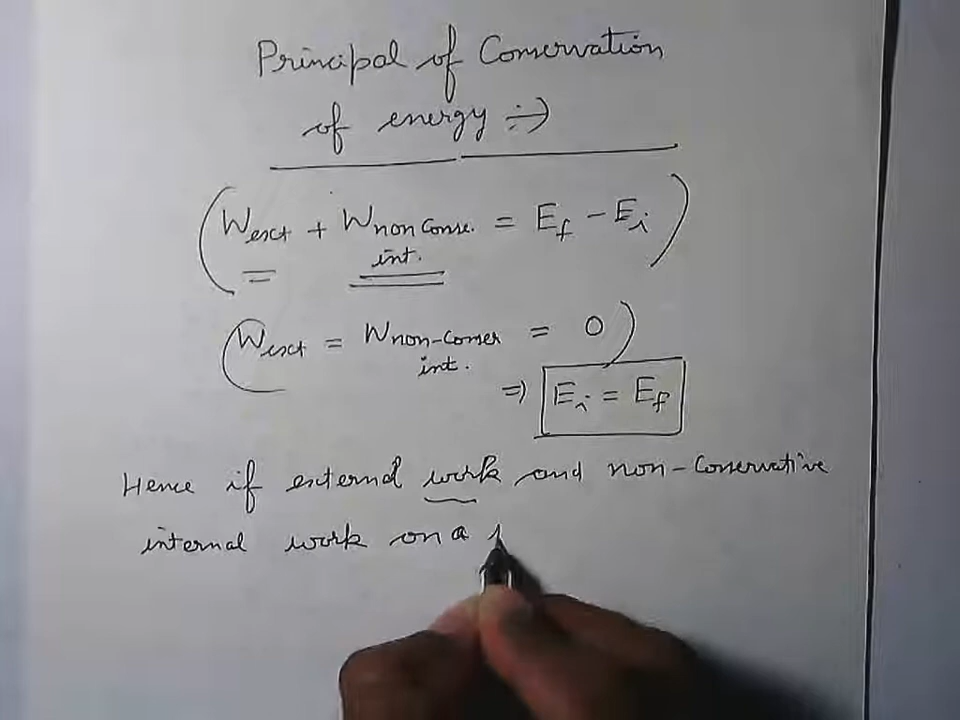 Principal of Conservation
of energy :->
(Wext + Wnon Conse. = Ef - Ei)
int.
(Wext = Wnon-Conser = 0)
int.
=> Ei = Ef
Hence if external work and non-Conservative
internal work on a